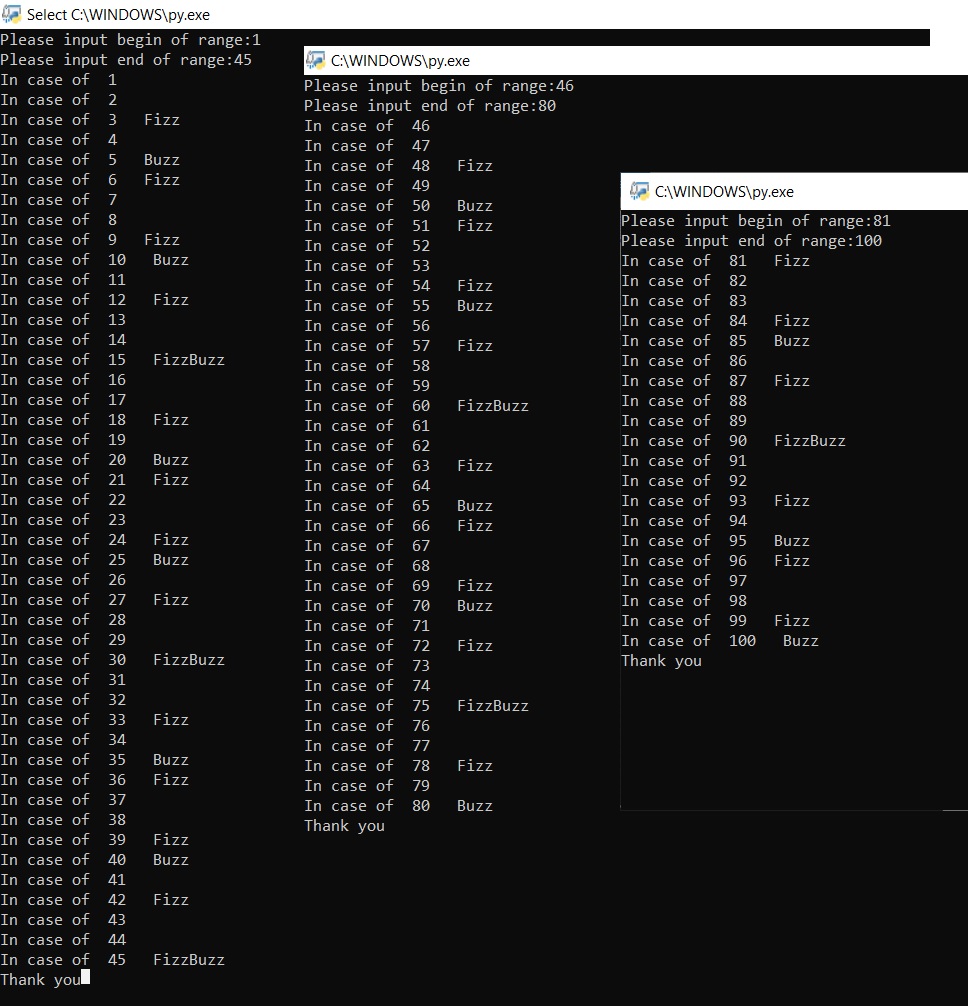 Select C:\WINDOWS\py.exe
Please input begin of range:1
Please input end of range:45
In case of  1
In case of  2
In case of  3   Fizz
In case of  4
In case of  5   Buzz
In case of  6   Fizz
In case of  7
In case of  8
In case of  9   Fizz
In case of  10   Buzz
In case of  11
In case of  12   Fizz
In case of  13
In case of  14
In case of  15   FizzBuzz
In case of  16
In case of  17
In case of  18   Fizz
In case of  19
In case of  20   Buzz
In case of  21   Fizz
In case of  22
In case of  23
In case of  24   Fizz
In case of  25   Buzz
In case of  26
In case of  27   Fizz
In case of  28
In case of  29
In case of  30   FizzBuzz
In case of  31
In case of  32
In case of  33   Fizz
In case of  34
In case of  35   Buzz
In case of  36   Fizz
In case of  37
In case of  38
In case of  39   Fizz
In case of  40   Buzz
In case of  41
In case of  42   Fizz
In case of  43
In case of  44
In case of  45   FizzBuzz
Thank you
C:\WINDOWS\py.exe
Please input begin of range:46
Please input end of range:80
In case of  46
In case of  47
In case of  48   Fizz
In case of  49
In case of  50   Buzz
In case of  51   Fizz
In case of  52
In case of  53
In case of  54   Fizz
In case of  55   Buzz
In case of  56
In case of  57   Fizz
In case of  58
In case of  59
In case of  60   FizzBuzz
In case of  61
In case of  62
In case of  63   Fizz
In case of  64
In case of  65   Buzz
In case of  66   Fizz
In case of  67
In case of  68
In case of  69   Fizz
In case of  70   Buzz
In case of  71
In case of  72   Fizz
In case of  73
In case of  74
In case of  75   FizzBuzz
In case of  76
In case of  77
In case of  78   Fizz
In case of  79
In case of  80   Buzz
Thank you
C:\WINDOWS\py.exe
Please input begin of range:81
Please input end of range:100
In case of  81   Fizz
In case of  82
In case of  83
In case of  84   Fizz
In case of  85   Buzz
In case of  86
In case of  87   Fizz
In case of  88
In case of  89
In case of  90   FizzBuzz
In case of  91
In case of  92
In case of  93   Fizz
In case of  94
In case of  95   Buzz
In case of  96   Fizz
In case of  97
In case of  98
In case of  99   Fizz
In case of  100   Buzz
Thank you